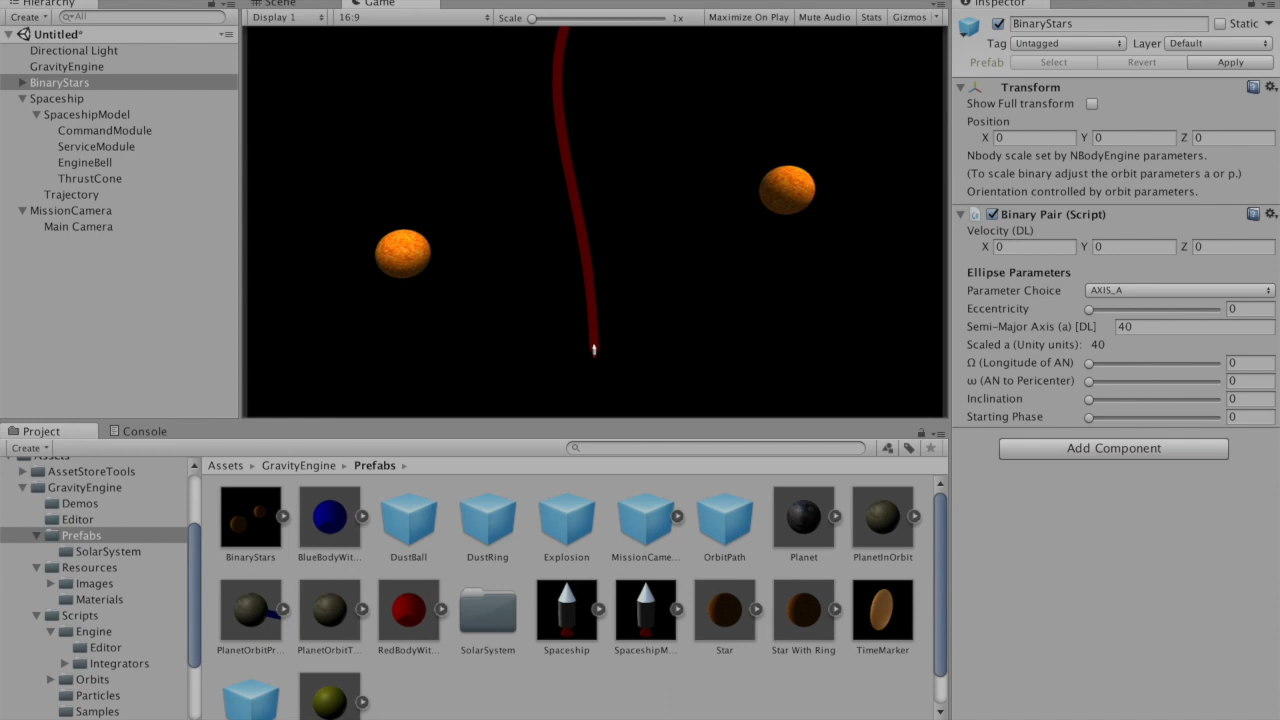 Hierarchy
Create
All
Untitled*
Directional Light
GravityEngine
BinaryStars
Spaceship
SpaceshipModel
CommandModule
ServiceModule
EngineBell
ThrustCone
Trajectory
MissionCamera
Main Camera
Scene
Game
Display 1
16:9
Scale
1x
Maximize On Play
Mute Audio
Stats
Gizmos
Inspector
BinaryStars
Static
Tag
Untagged
Layer
Default
Prefab
Select
Revert
Apply
Transform
Show Full transform
Position
X 0 Y 0 Z 0
Nbody scale set by NBodyEngine parameters.
(To scale binary adjust the orbit parameters a or p.)
Orientation controlled by orbit parameters.
Binary Pair (Script)
Velocity (DL)
X 0 Y 0 Z 0
Ellipse Parameters
Parameter Choice AXIS_A
Eccentricity 0
Semi-Major Axis (a) [DL] 40
Scaled a (Unity units): 40
Ω (Longitude of AN) 0
ω (AN to Pericenter) 0
Inclination 0
Starting Phase 0
Add Component
Project
Console
Create
Assets
AssetStoreTools
GravityEngine
Demos
Editor
Prefabs
SolarSystem
Resources
Images
Materials
Scripts
Engine
Editor
Integrators
Orbits
Particles
Samples
Assets GravityEngine Prefabs
BinaryStars
BlueBodyWit...
DustBall
DustRing
Explosion
MissionCame...
OrbitPath
Planet
PlanetInOrbit
PlanetOrbitPr...
PlanetOrbitT...
RedBodyWit...
SolarSystem
Spaceship
SpaceshipM...
Star
Star With Ring
TimeMarker